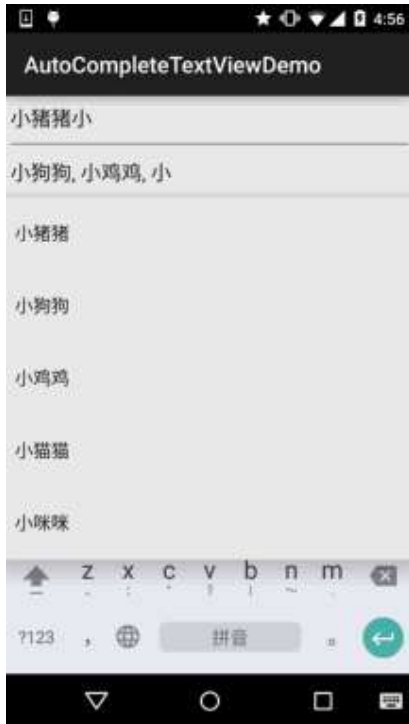 4:56
AutoCompleteTextViewDemo
小猪猪小
小狗狗, 小鸡鸡, 小
小猪猪
小狗狗
小鸡鸡
小猫猫
小咪咪
z x c v b n m
?123 , 拼音 。